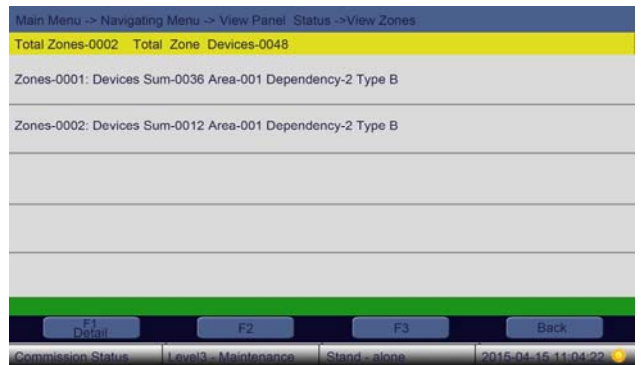 Main Menu -> Navigating Menu -> View Panel Status ->View Zones
Total Zones-0002 Total Zone Devices-0048
Zones-0001: Devices Sum-0036 Area-001 Dependency-2 Type B
Zones-0002: Devices Sum-0012 Area-001 Dependency-2 Type B
F1
Detail
F2
F3
Back
Commission Status
Level3 - Maintenance
Stand - alone
2015-04-15 11:04:22